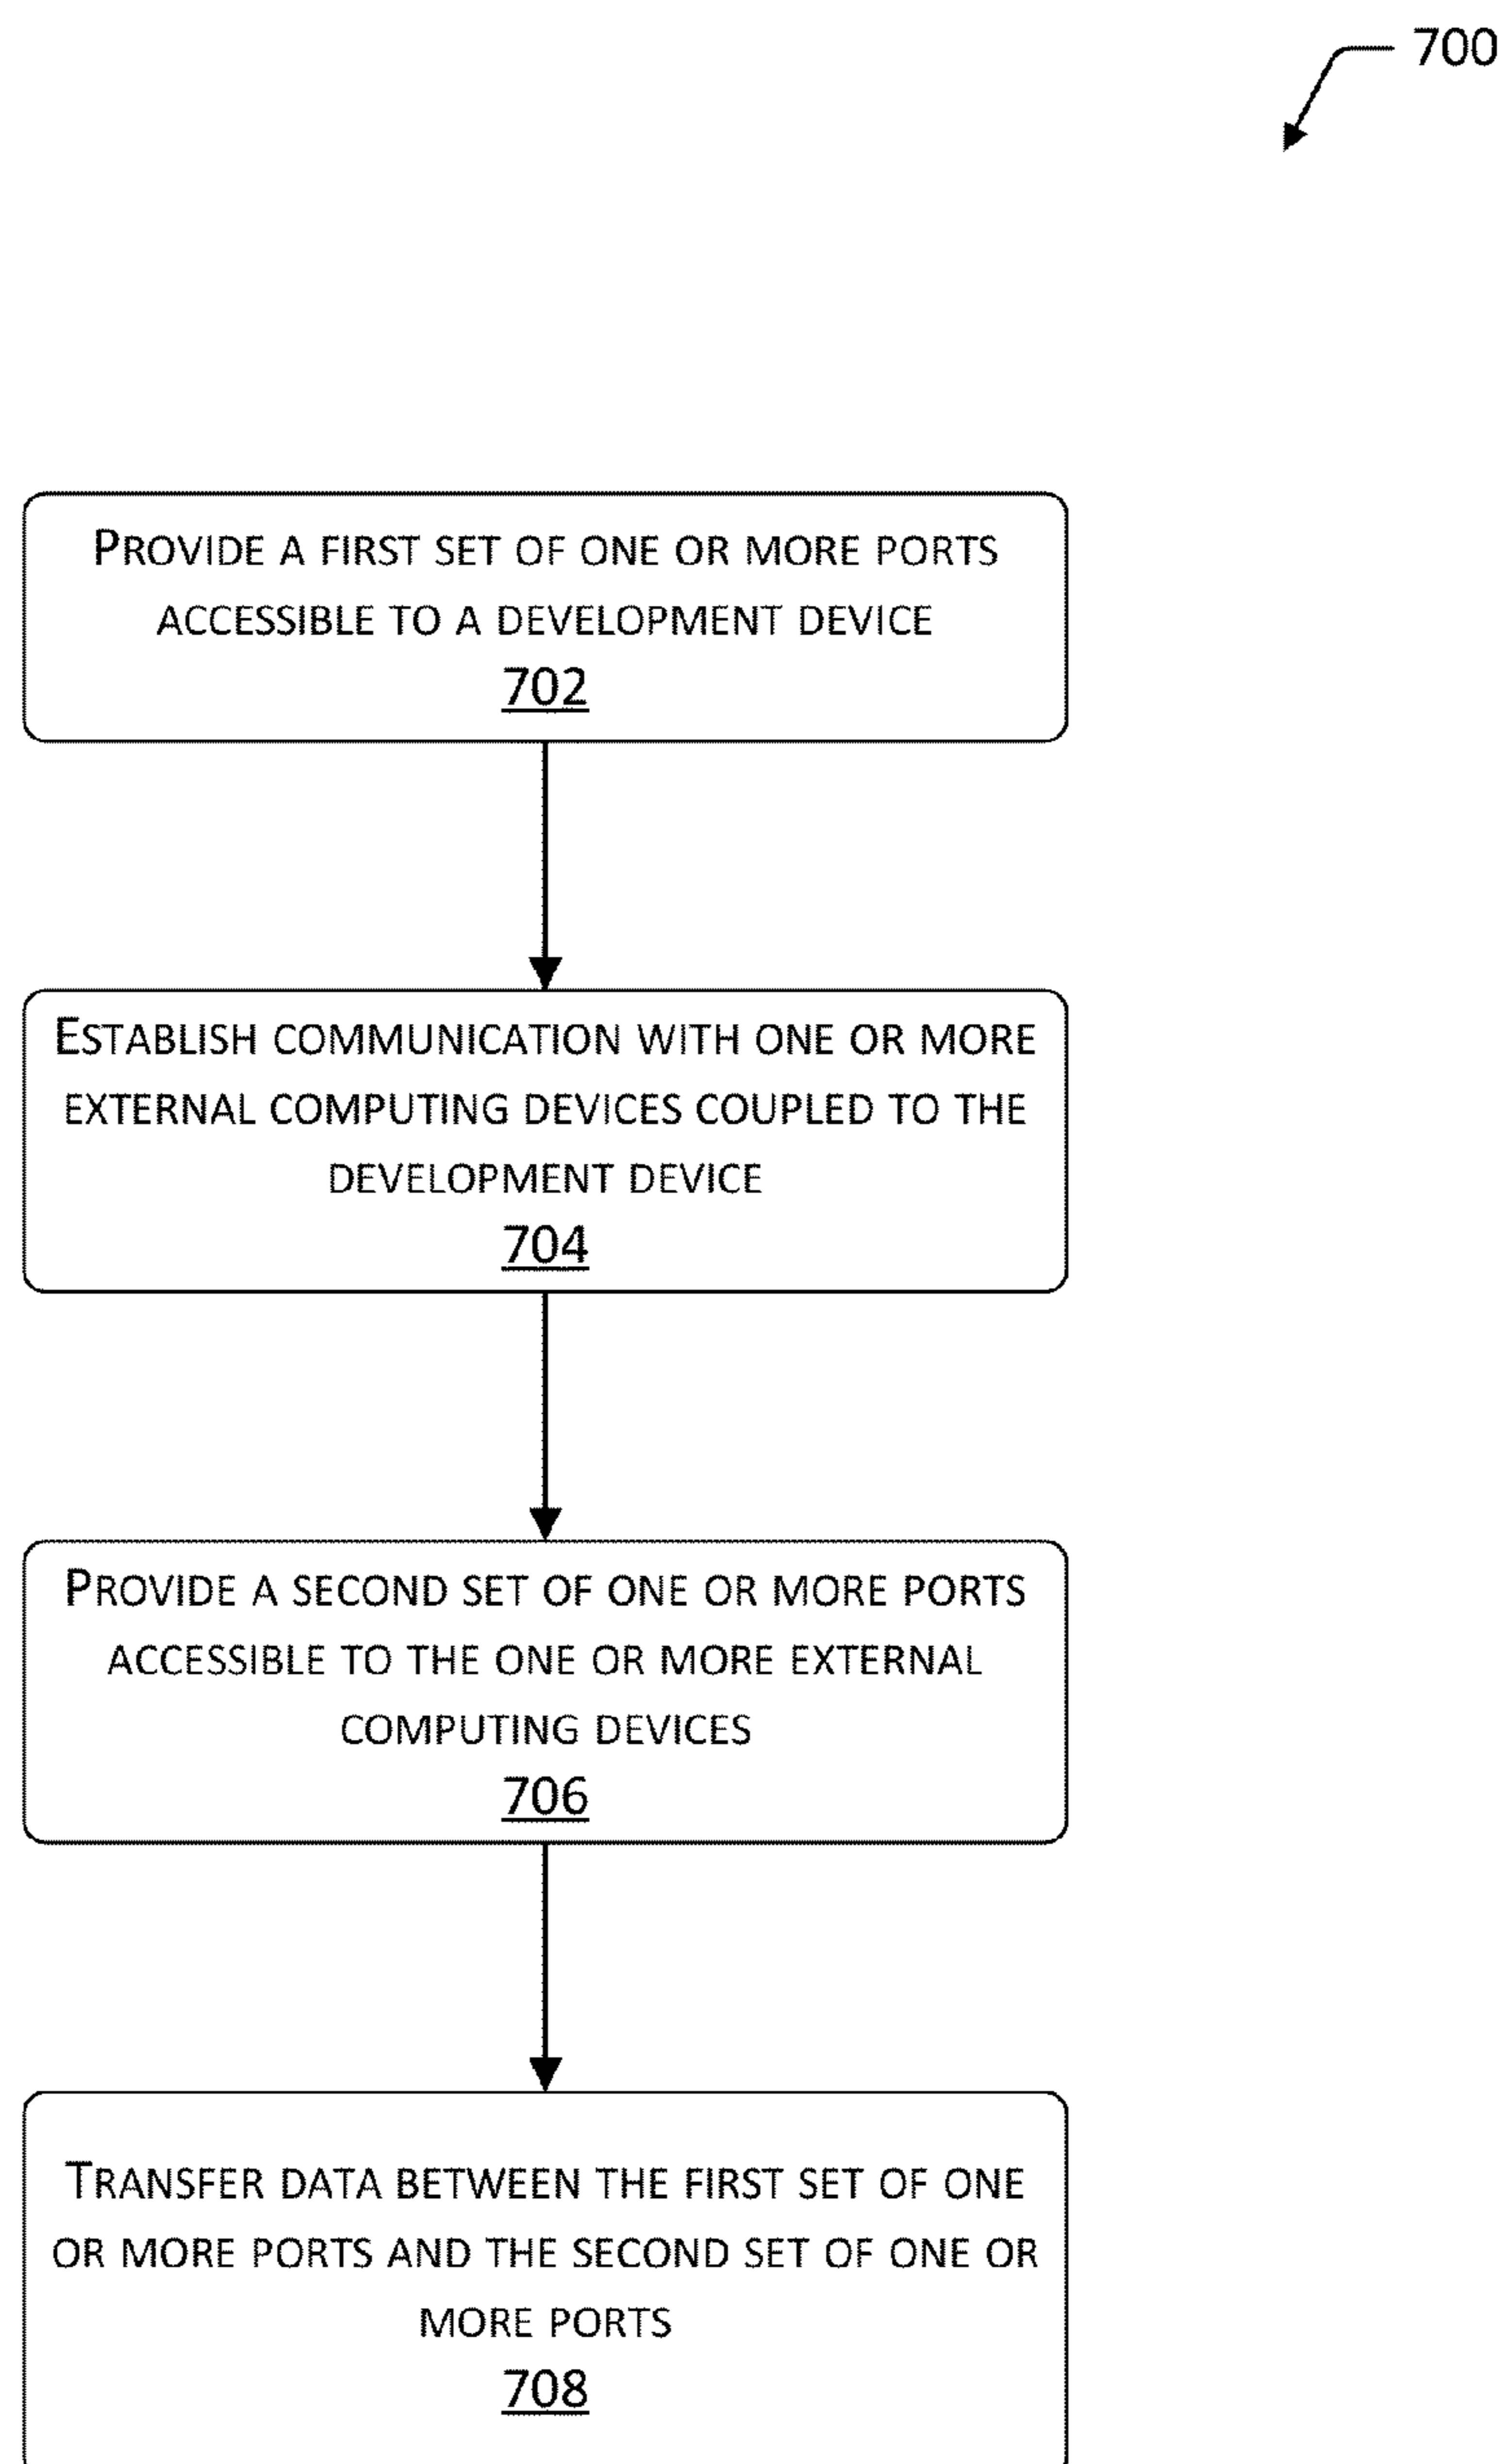 700
PROVIDE A FIRST SET OF ONE OR MORE PORTS
ACCESSIBLE TO A DEVELOPMENT DEVICE
702
ESTABLISH COMMUNICATION WITH ONE OR MORE
EXTERNAL COMPUTING DEVICES COUPLED TO THE
DEVELOPMENT DEVICE
704
PROVIDE A SECOND SET OF ONE OR MORE PORTS
ACCESSIBLE TO THE ONE OR MORE EXTERNAL
COMPUTING DEVICES
706
TRANSFER DATA BETWEEN THE FIRST SET OF ONE
OR MORE PORTS AND THE SECOND SET OF ONE OR
MORE PORTS
708